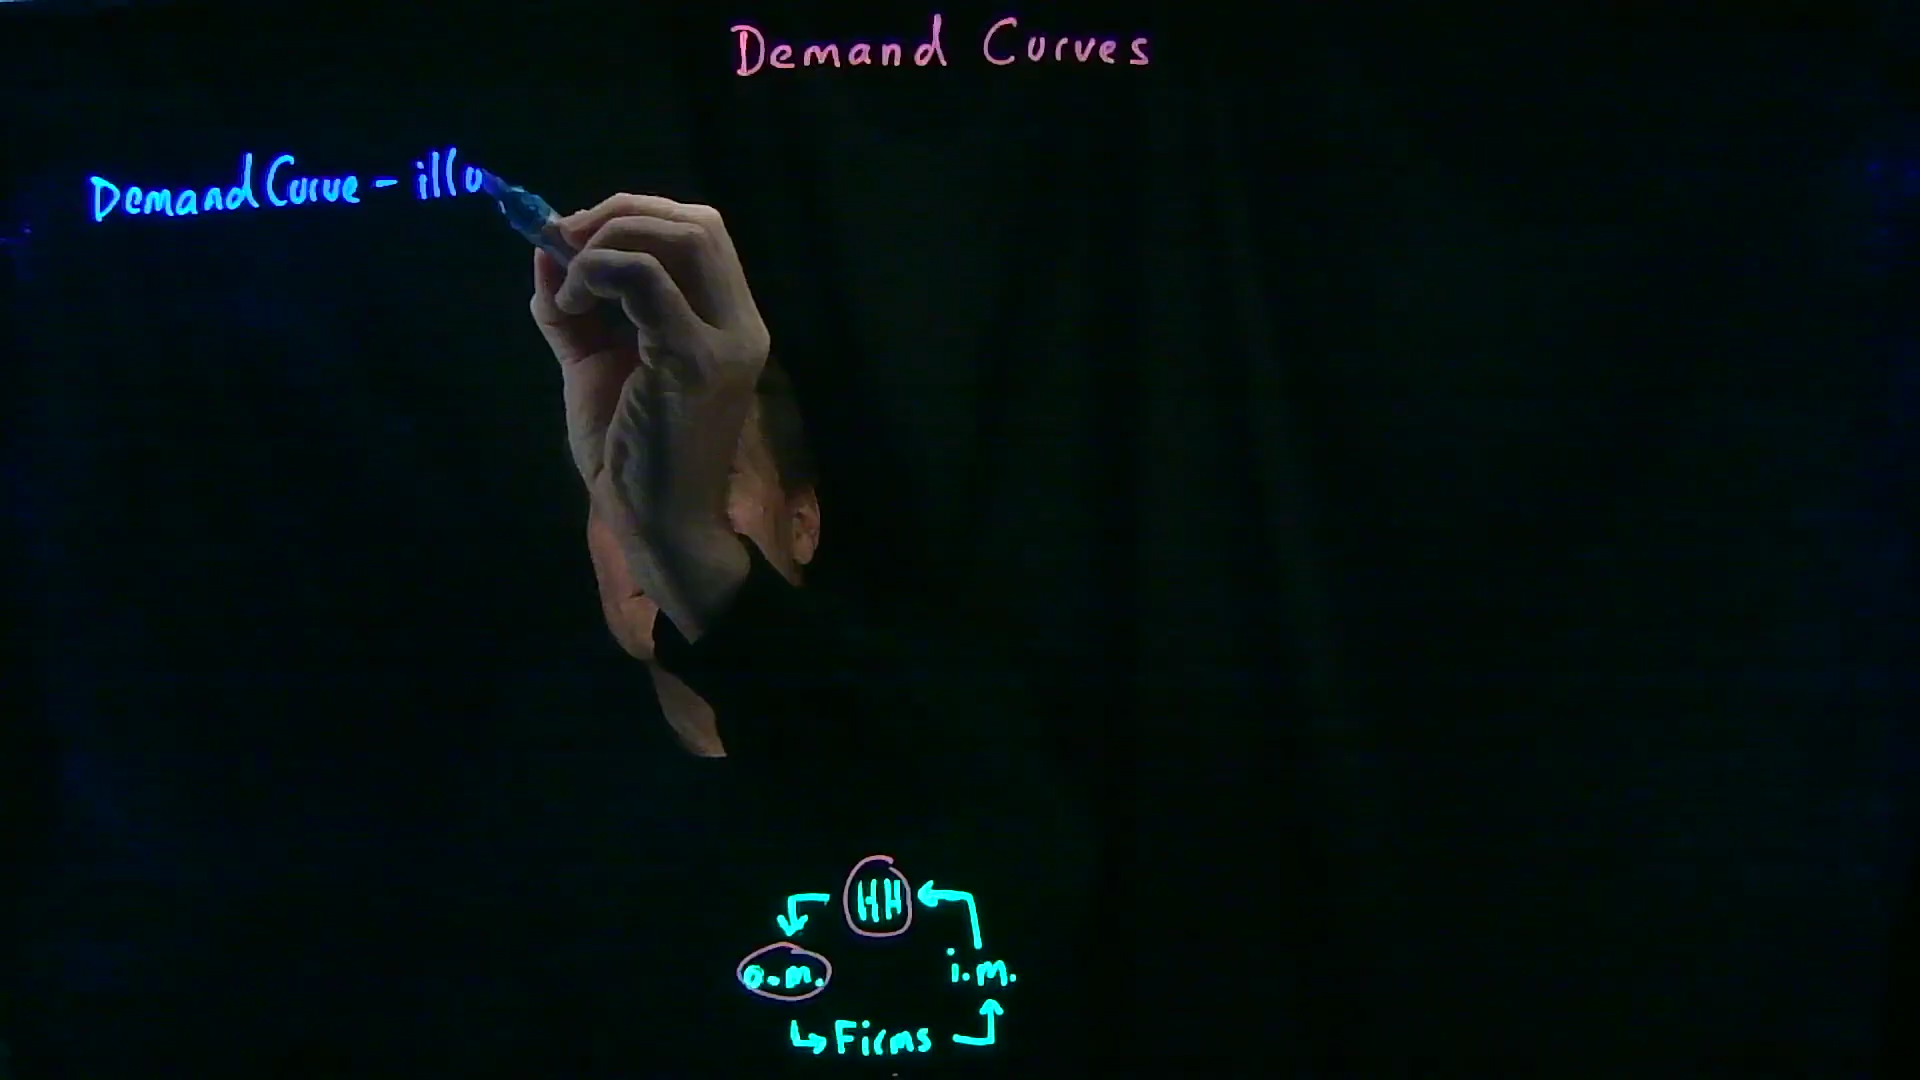 Demand Curves
Demand Curve - illu
HH
o.m. i.m.
Firms